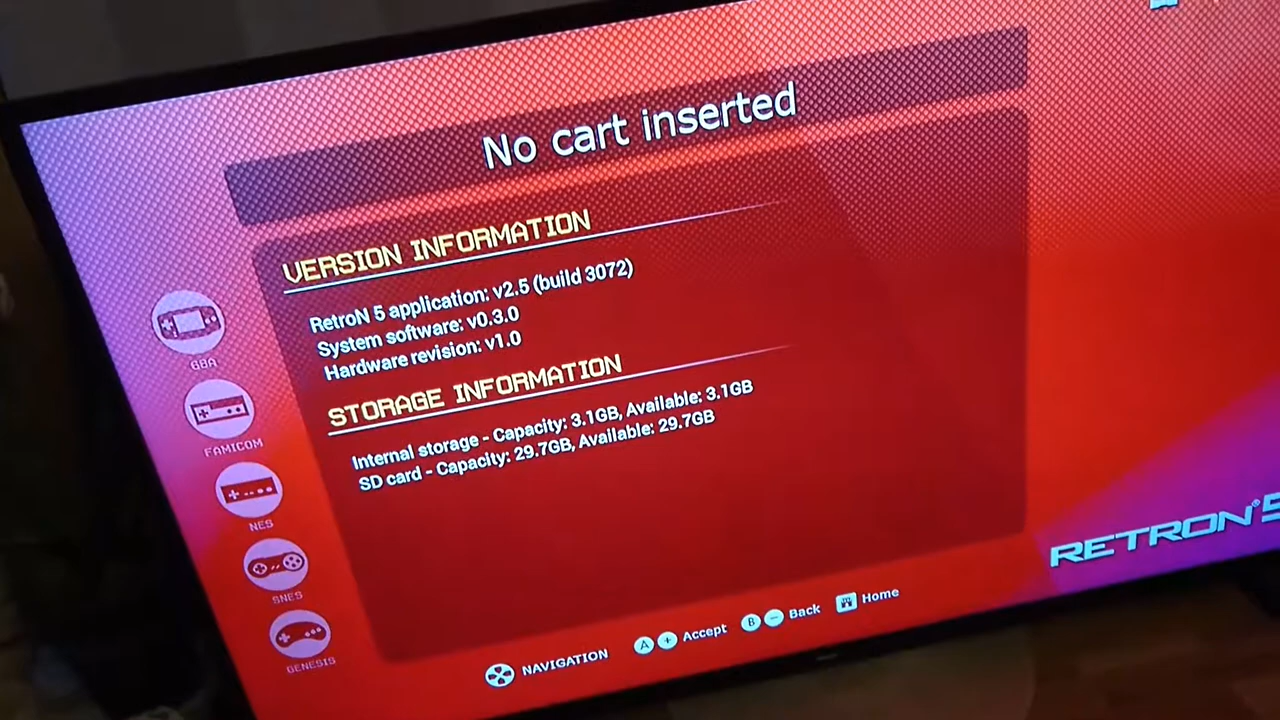 No cart inserted
VERSION INFORMATION
RetroN 5 application: v2.5 (build 3072)
System software: v0.3.0
Hardware revision: v1.0
STORAGE INFORMATION
Internal storage - Capacity: 3.1GB, Available: 3.1GB
SD card - Capacity: 29.7GB, Available: 29.7GB
GBA
FAMICOM
NES
SNES
GENESIS
RETRON® 5
NAVIGATION A + Accept B - Back Home